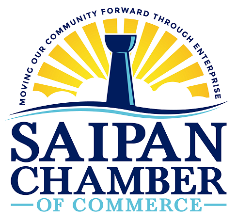 MOVING OUR COMMUNITY FORWARD THROUGH ENTERPRISE
SAIPAN
CHAMBER
OF COMMERCE